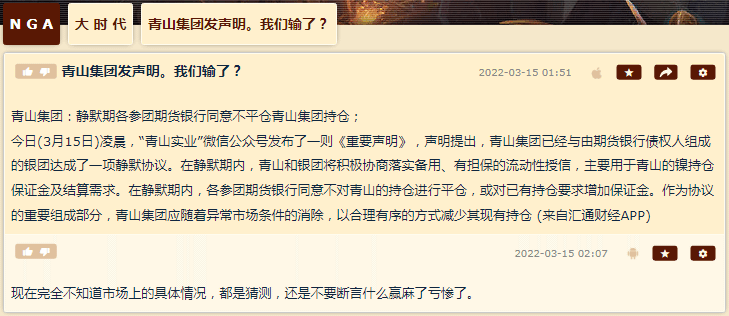 NGA 大时代 青山集团发声明。我们输了？
青山集团发声明。我们输了？ 2022-03-15 01:51
青山集团：静默期各参团期货银行同意不平仓青山集团持仓；
今日(3月15日)凌晨，“青山实业”微信公众号发布了一则《重要声明》，声明提出，青山集团已经与由期货银行债权人组成
的银团达成了一项静默协议。在静默期内，青山和银团将积极协商落实备用、有担保的流动性授信，主要用于青山的镍持仓
保证金及结算需求。在静默期内，各参团期货银行同意不对青山的持仓进行平仓，或对已有持仓要求增加保证金。作为协议
的重要组成部分，青山集团应随着异常市场条件的消除，以合理有序的方式减少其现有持仓 (来自汇通财经APP)
2022-03-15 02:07
现在完全不知道市场上的具体情况，都是猜测，还是不要断言什么赢麻了亏惨了。